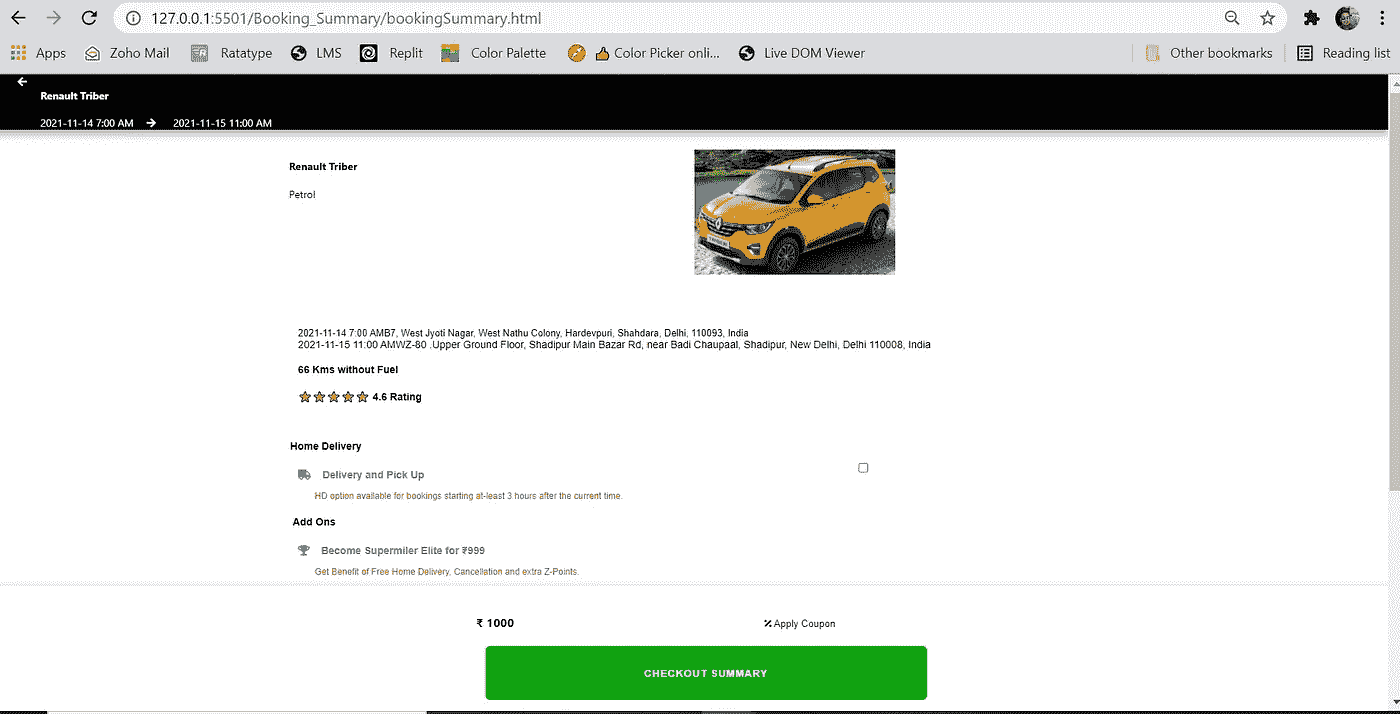 127.0.0.1:5501/Booking_Summary/bookingSummary.html
Apps Zoho Mail Ratatype LMS Replit Color Palette Color Picker onli... Live DOM Viewer Other bookmarks Reading list
Renault Triber
2021-11-14 7:00 AM 2021-11-15 11:00 AM
Renault Triber
Petrol
2021-11-14 7:00 AMB7, West Jyoti Nagar, West Nathu Colony, Hardevpuri, Shahdara, Delhi, 110093, India
2021-11-15 11:00 AMWZ-80 ,Upper Ground Floor, Shadipur Main Bazar Rd, near Badi Chaupaal, Shadipur, New Delhi, Delhi 110008, India
66 Kms without Fuel
4.6 Rating
Home Delivery
Delivery and Pick Up
HD option available for bookings starting at-least 3 hours after the current time.
Add Ons
Become Supermiler Elite for ₹999
Get Benefit of Free Home Delivery, Cancellation and extra Z-Points.
₹ 1000 Apply Coupon
CHECKOUT SUMMARY